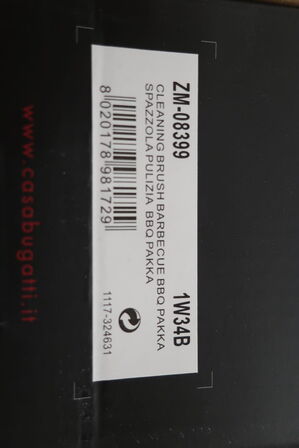 ZM-08399 1W34B
CLEANING BRUSH BARBECUE BBQ PAKKA
SPAZZOLA PULIZIA BBQ PAKKA
8 020178 981729
1117-324631
www.casabugatti.it